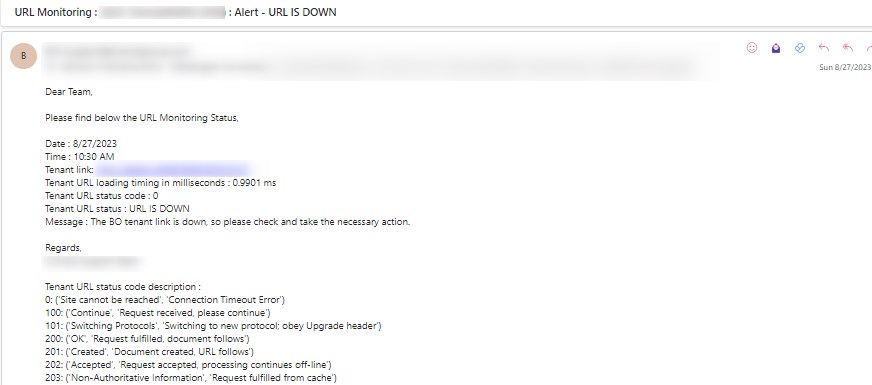 URL Monitoring : : Alert - URL IS DOWN
B
Sun 8/27/2023
Dear Team,
Please find below the URL Monitoring Status,
Date : 8/27/2023
Time : 10:30 AM
Tenant link:
Tenant URL loading timing in milliseconds : 0.9901 ms
Tenant URL status code : 0
Tenant URL status : URL IS DOWN
Message : The BO tenant link is down, so please check and take the necessary action.
Regards,
Tenant URL status code description :
0: ('Site cannot be reached', 'Connection Timeout Error')
100: ('Continue', 'Request received, please continue')
101: ('Switching Protocols', 'Switching to new protocol; obey Upgrade header')
200: ('OK', 'Request fulfilled, document follows')
201: ('Created', 'Document created, URL follows')
202: ('Accepted', 'Request accepted, processing continues off-line')
203: ('Non-Authoritative Information', 'Request fulfilled from cache')